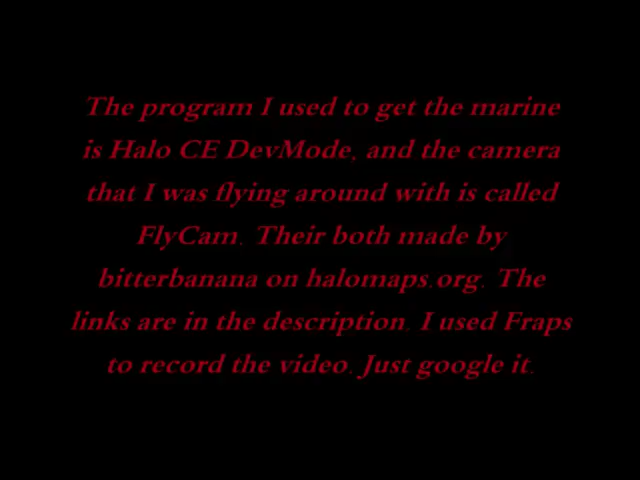 The program I used to get the marine
is Halo CE DevMode, and the camera
that I was flying around with is called
FlyCam. Their both made by
bitterbanana on halomaps.org. The
links are in the description. I used Fraps
to record the video. Just google it.